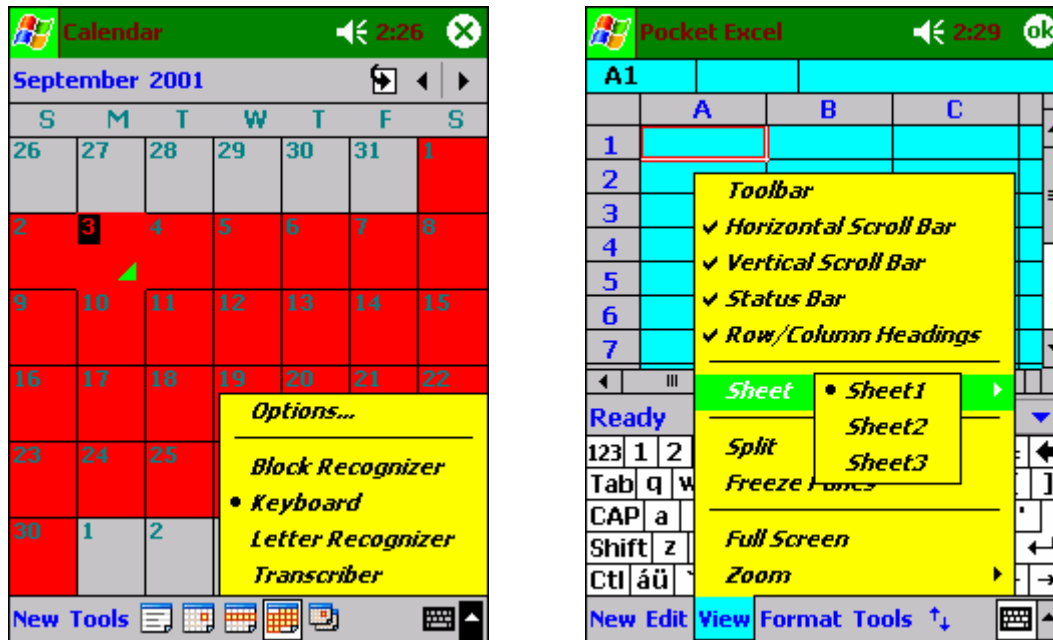 Calendar 2:26
September 2001
S M T W T F S
26 27 28 29 30 31 1
2 3 4 5 6 7 8
9 10 11 12 13 14 15
16 17 18 19 20 21 22
Options...
23 24 25
Block Recognizer
Keyboard
30 1 2
Letter Recognizer
Transcriber
New Tools
Pocket Excel 2:29 ok
A1
A B C
1
2
Toolbar
3
Horizontal Scroll Bar
4
Vertical Scroll Bar
5
Status Bar
6
Row/Column Headings
7
Sheet Sheet1
Ready
Sheet2
123 1 2
Split
Sheet3
Tab q w
Freeze
]
CAP a
'
Shift z
Full Screen
Ctl áü `
Zoom
New Edit View Format Tools